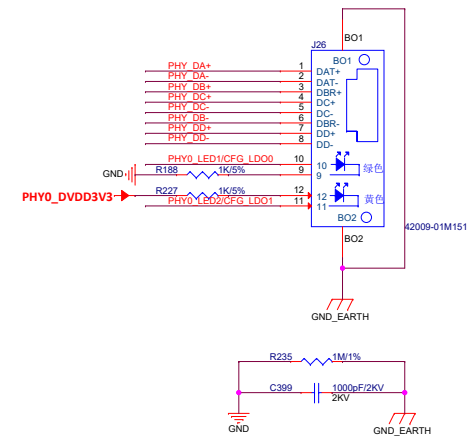 J26
BO1
BO1
PHY_DA+ 1 DAT+
PHY_DA- 2 DAT-
PHY_DB+ 3 DBR+
PHY_DC+ 4 DC+
PHY_DC- 5 DC-
PHY_DB- 6 DBR-
PHY_DD+ 7 DD+
PHY_DD- 8 DD-
PHY0_LED1/CFG_LDO0 10 10 绿色
GND R188 1K/5% 9 9
PHY0_DVDD3V3 R227 1K/5% 12 12 黄色
PHY0_LED2/CFG_LDO1 11 11
BO2
42009-01M151
BO2
GND_EARTH
R235 1M/1%
C399 1000pF/2KV
2KV
GND
GND_EARTH